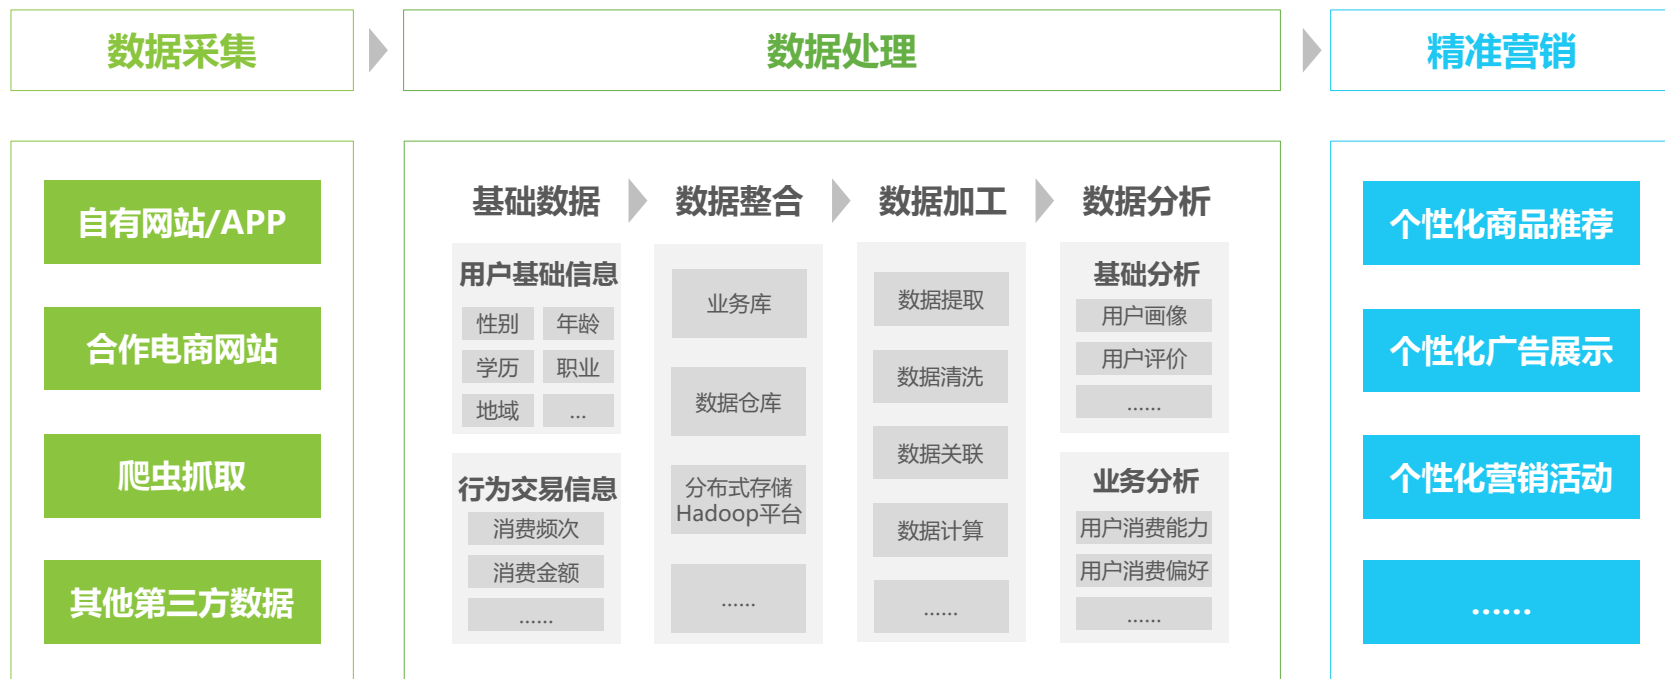 数据采集
数据处理
精准营销
自有网站/APP
合作电商网站
爬虫抓取
其他第三方数据
基础数据
数据整合
数据加工
数据分析
用户基础信息
性别
年龄
学历
职业
地域
...
行为交易信息
消费频次
消费金额
......
业务库
数据仓库
分布式存储
Hadoop平台
......
数据提取
数据清洗
数据关联
数据计算
......
基础分析
用户画像
用户评价
......
业务分析
用户消费能力
用户消费偏好
......
个性化商品推荐
个性化广告展示
个性化营销活动
......